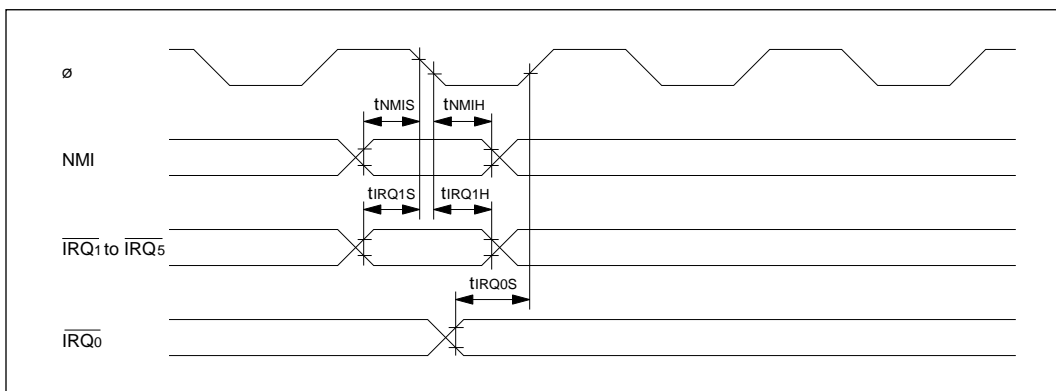 ø
tNMIS tNMIH
NMI
tIRQ1S tIRQ1H
IRQ1 to IRQ5
tIRQ0S
IRQ0